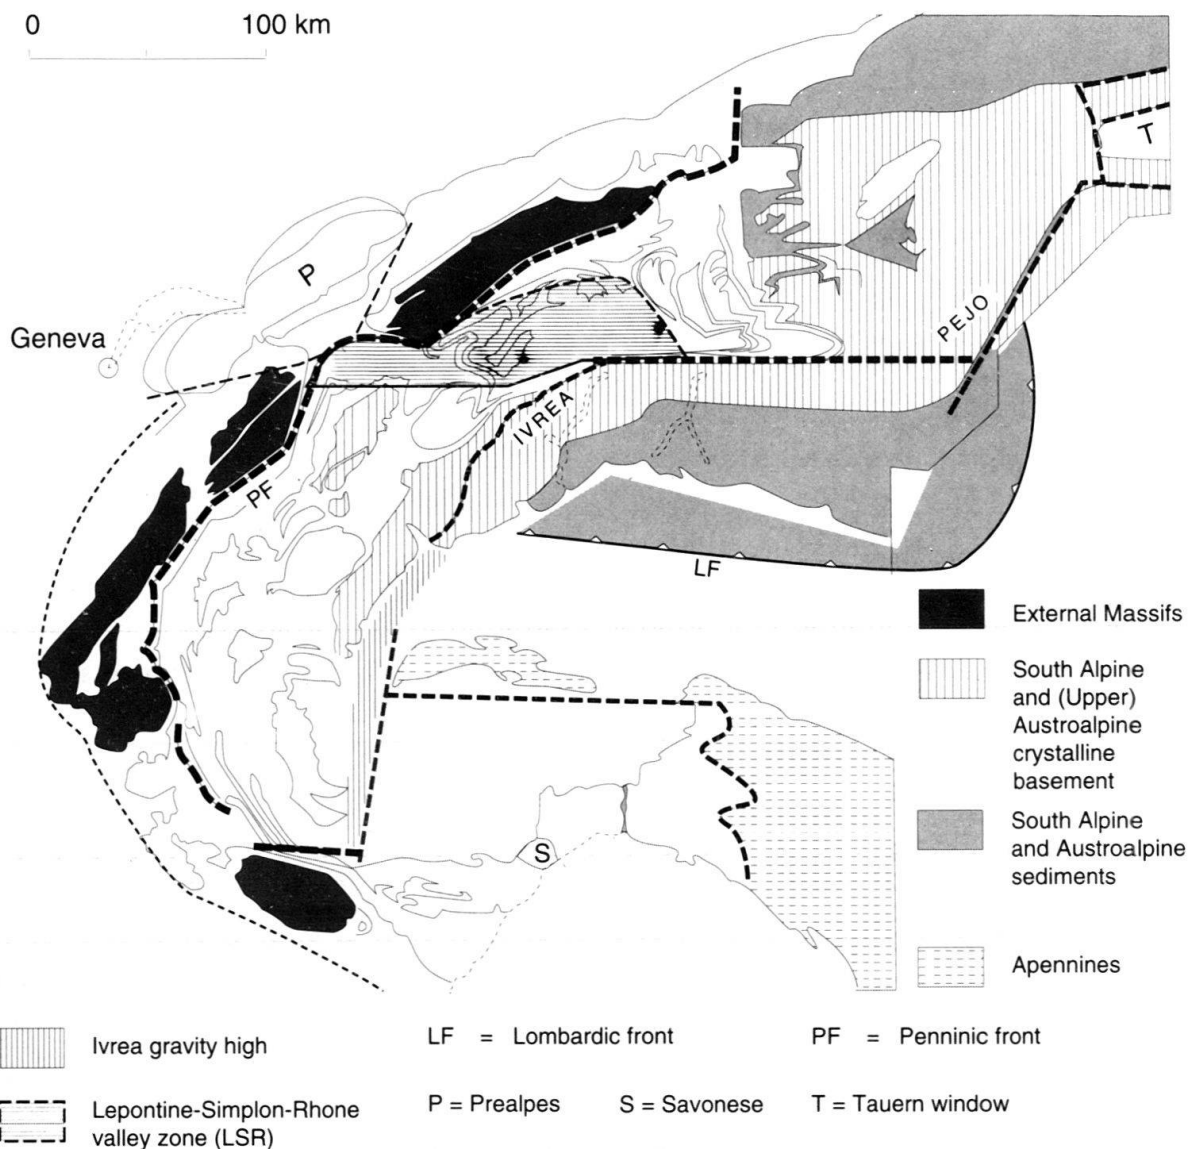 0 100 km
T
P
PEJO
Geneva
IVREA
PF
LF
External Massifs
South Alpine
and (Upper)
Austroalpine
crystalline
basement
South Alpine
and Austroalpine
sediments
S
Apennines
Ivrea gravity high
LF = Lombardic front
PF = Penninic front
Lepontine-Simplon-Rhone
valley zone (LSR)
P = Prealpes
S = Savonese
T = Tauern window